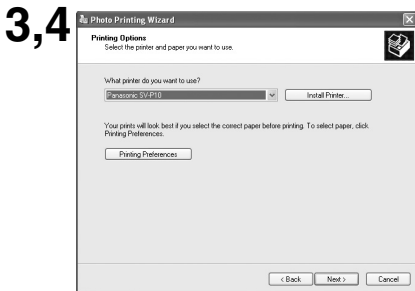 3,4
Photo Printing Wizard
Printing Options
Select the printer and paper you want to use.
What printer do you want to use?
Panasonic SV-P10
Install Printer...
Your prints will look best if you select the correct paper before printing. To select paper, click
Printing Preferences.
Printing Preferences
< Back
Next >
Cancel